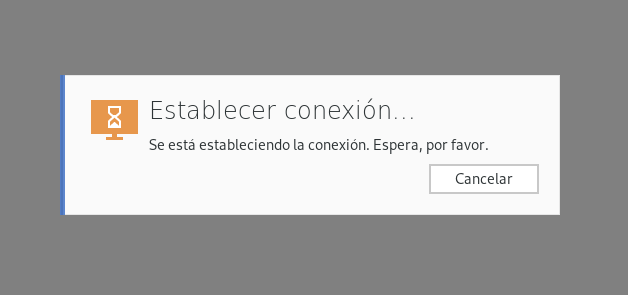 Establecer conexión...
Se está estableciendo la conexión. Espera, por favor.
Cancelar